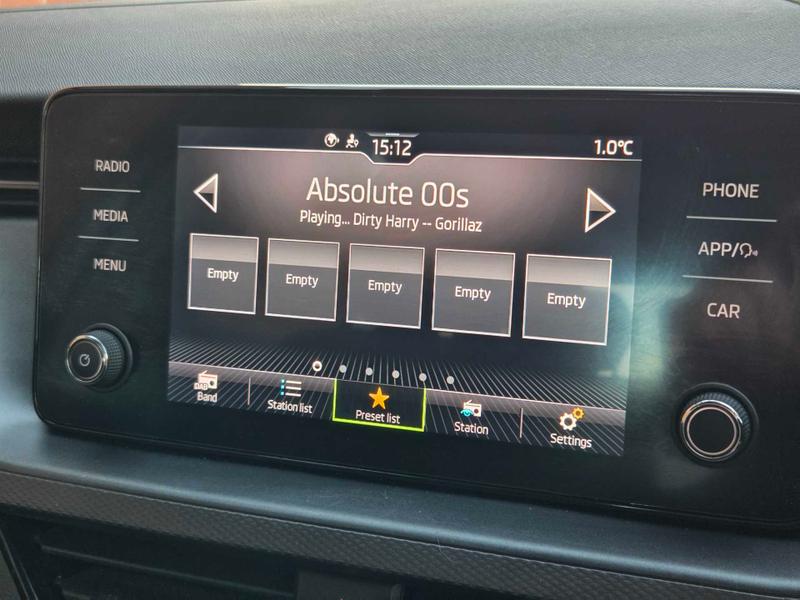 15:12
1.0°C
RADIO
MEDIA
MENU
Absolute 00s
Playing... Dirty Harry -- Gorillaz
Empty
Empty
Empty
Empty
Empty
DAB
Band
Station list
Preset list
Station
Settings
PHONE
APP/
CAR